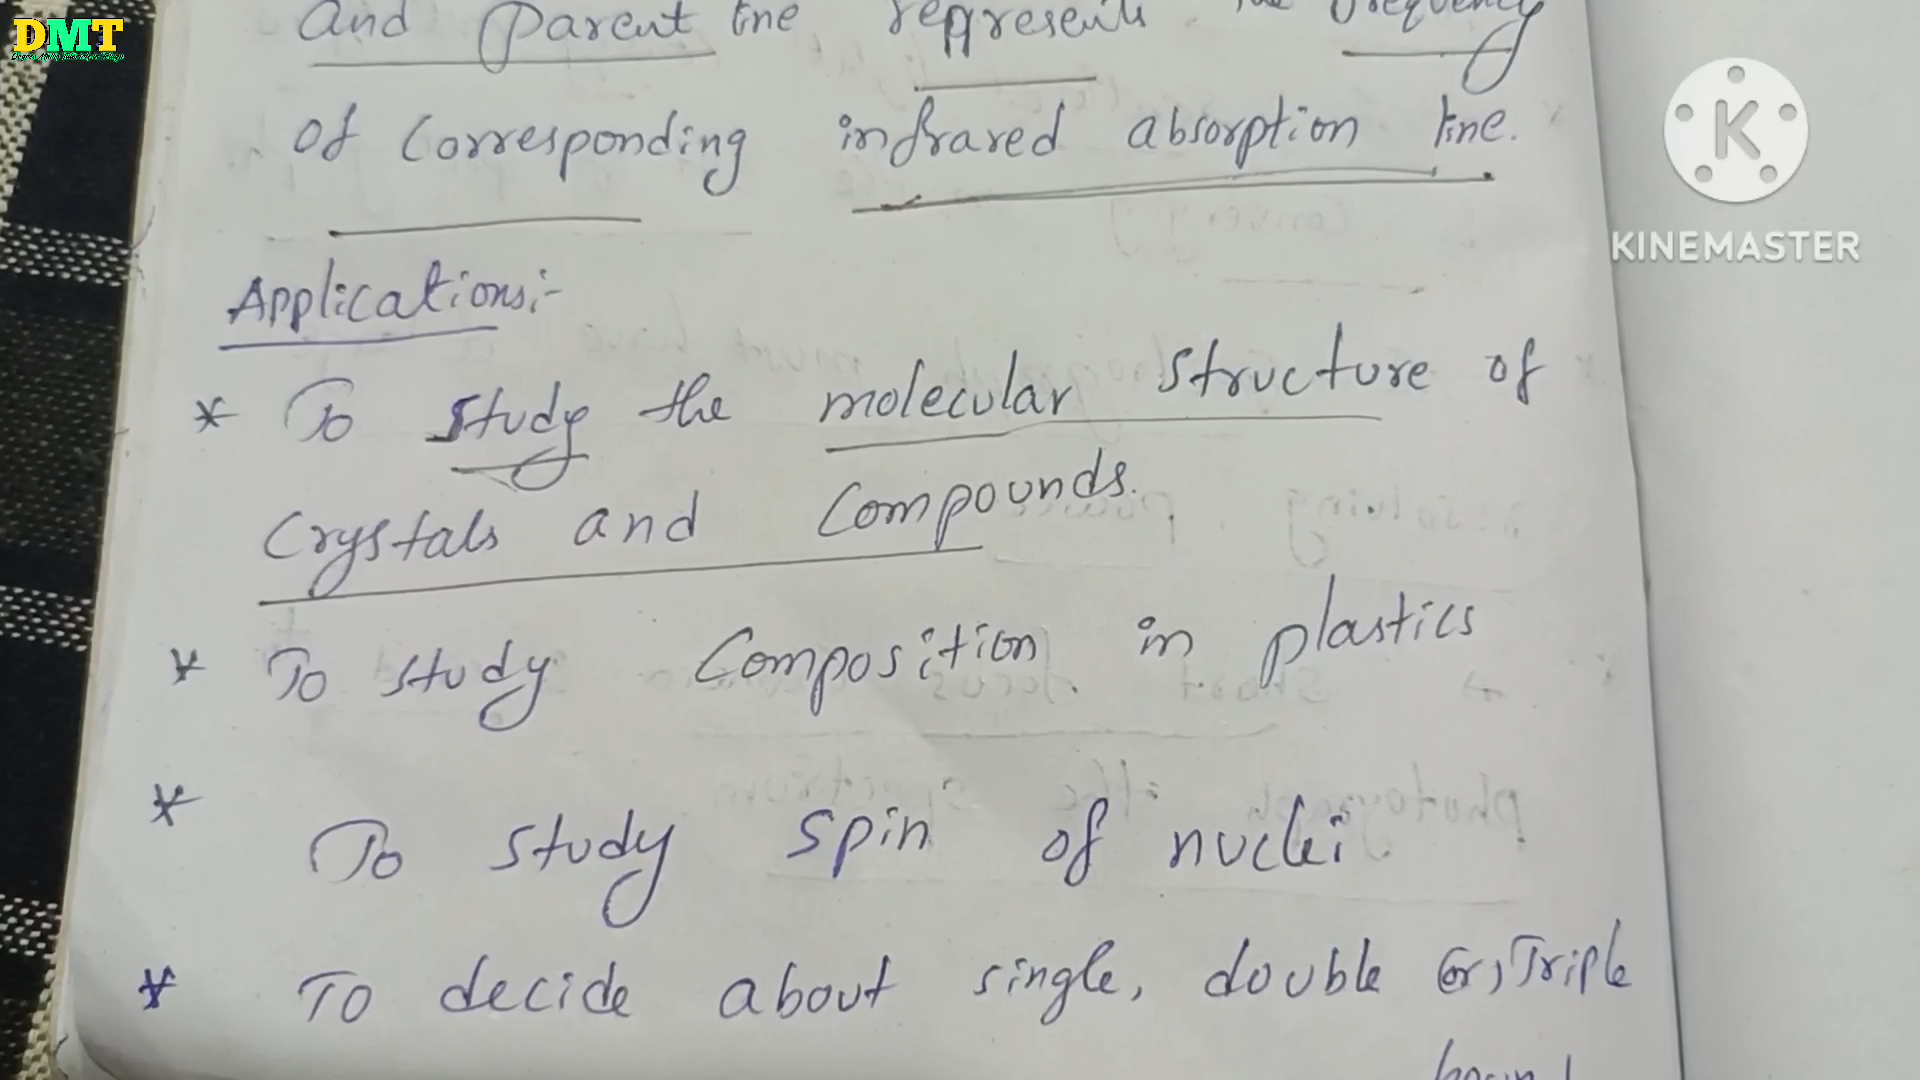 DMT
and parent line represents the frequency
of corresponding infrared absorption line.
KINEMASTER
Applications:-
* To study the molecular structure of
crystals and compounds.
* To study composition in plastics
* To study spin of nuclei
* To decide about single, double (or) Triple